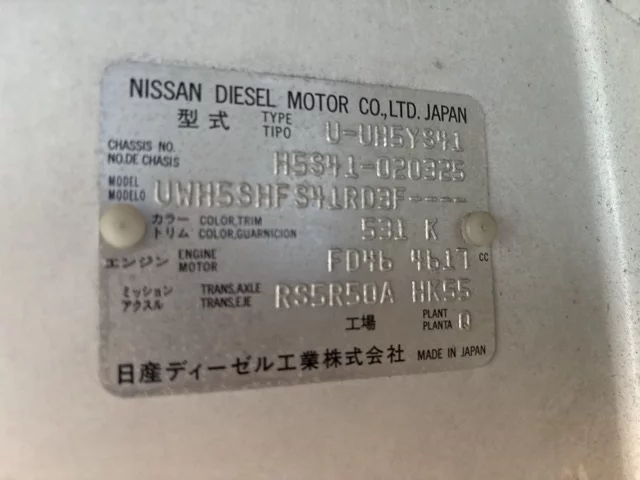 NISSAN DIESEL MOTOR CO., LTD. JAPAN
型式 TYPE TIPO U-UH5YS41
CHASSIS NO. NO.DE CHASIS H5S41-020325
MODEL MODELO UWH5SHFS41RD3F----
カラー トリム COLOR,TRIM COLOR,GUARNICION 531 K
エンジン ENGINE MOTOR FD46 4617 CC
ミッション アクスル TRANS,AXLE TRANS,EJE RS5R50A HK55
工場 PLANT PLANTA Q
日産ディーゼル工業株式会社 MADE IN JAPAN